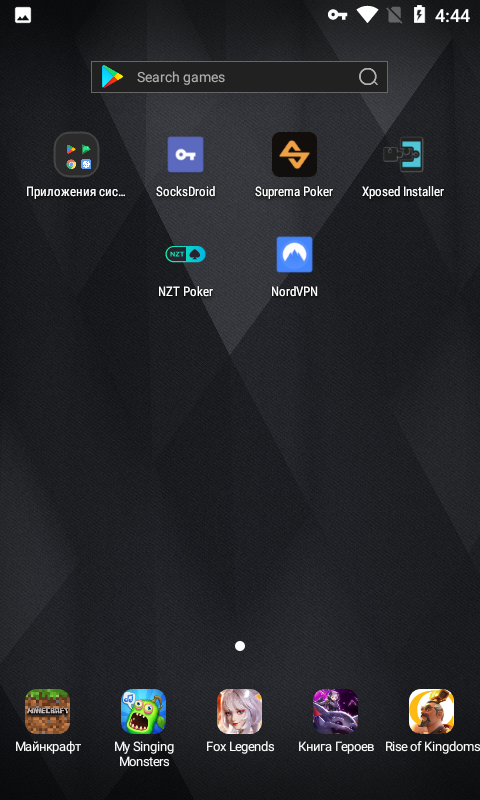 4:44
Search games
Приложения сис...
SocksDroid
Suprema Poker
Xposed Installer
NZT
NZT Poker
NordVPN
MINECRAFT
Майнкрафт
My Singing
Monsters
Fox Legends
Книга Героев
Rise of Kingdoms